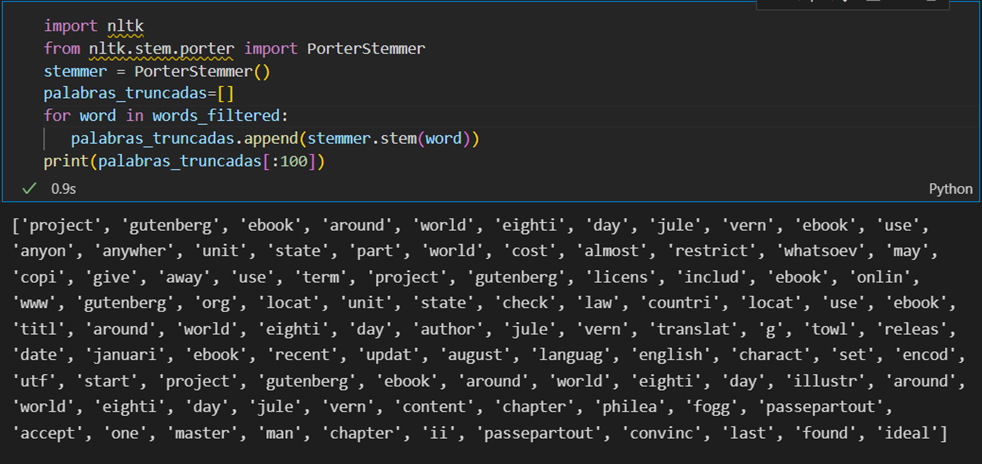 import nltk
from nltk.stem.porter import PorterStemmer
stemmer = PorterStemmer()
palabras_truncadas=[]
for word in words_filtered:
    palabras_truncadas.append(stemmer.stem(word))
print(palabras_truncadas[:100])
✓ 0.9s Python
['project', 'gutenberg', 'ebook', 'around', 'world', 'eighti', 'day', 'jule', 'vern', 'ebook', 'use',
'anyon', 'anywher', 'unit', 'state', 'part', 'world', 'cost', 'almost', 'restrict', 'whatsoev', 'may',
'copi', 'give', 'away', 'use', 'term', 'project', 'gutenberg', 'licens', 'includ', 'ebook', 'onlin',
'www', 'gutenberg', 'org', 'locat', 'unit', 'state', 'check', 'law', 'countri', 'locat', 'use', 'ebook',
'titl', 'around', 'world', 'eighti', 'day', 'author', 'jule', 'vern', 'translat', 'g', 'towl', 'releas',
'date', 'januari', 'ebook', 'recent', 'updat', 'august', 'languag', 'english', 'charact', 'set', 'encod',
'utf', 'start', 'project', 'gutenberg', 'ebook', 'around', 'world', 'eighti', 'day', 'illustr', 'around',
'world', 'eighti', 'day', 'jule', 'vern', 'content', 'chapter', 'philea', 'fogg', 'passepartout',
'accept', 'one', 'master', 'man', 'chapter', 'ii', 'passepartout', 'convinc', 'last', 'found', 'ideal']